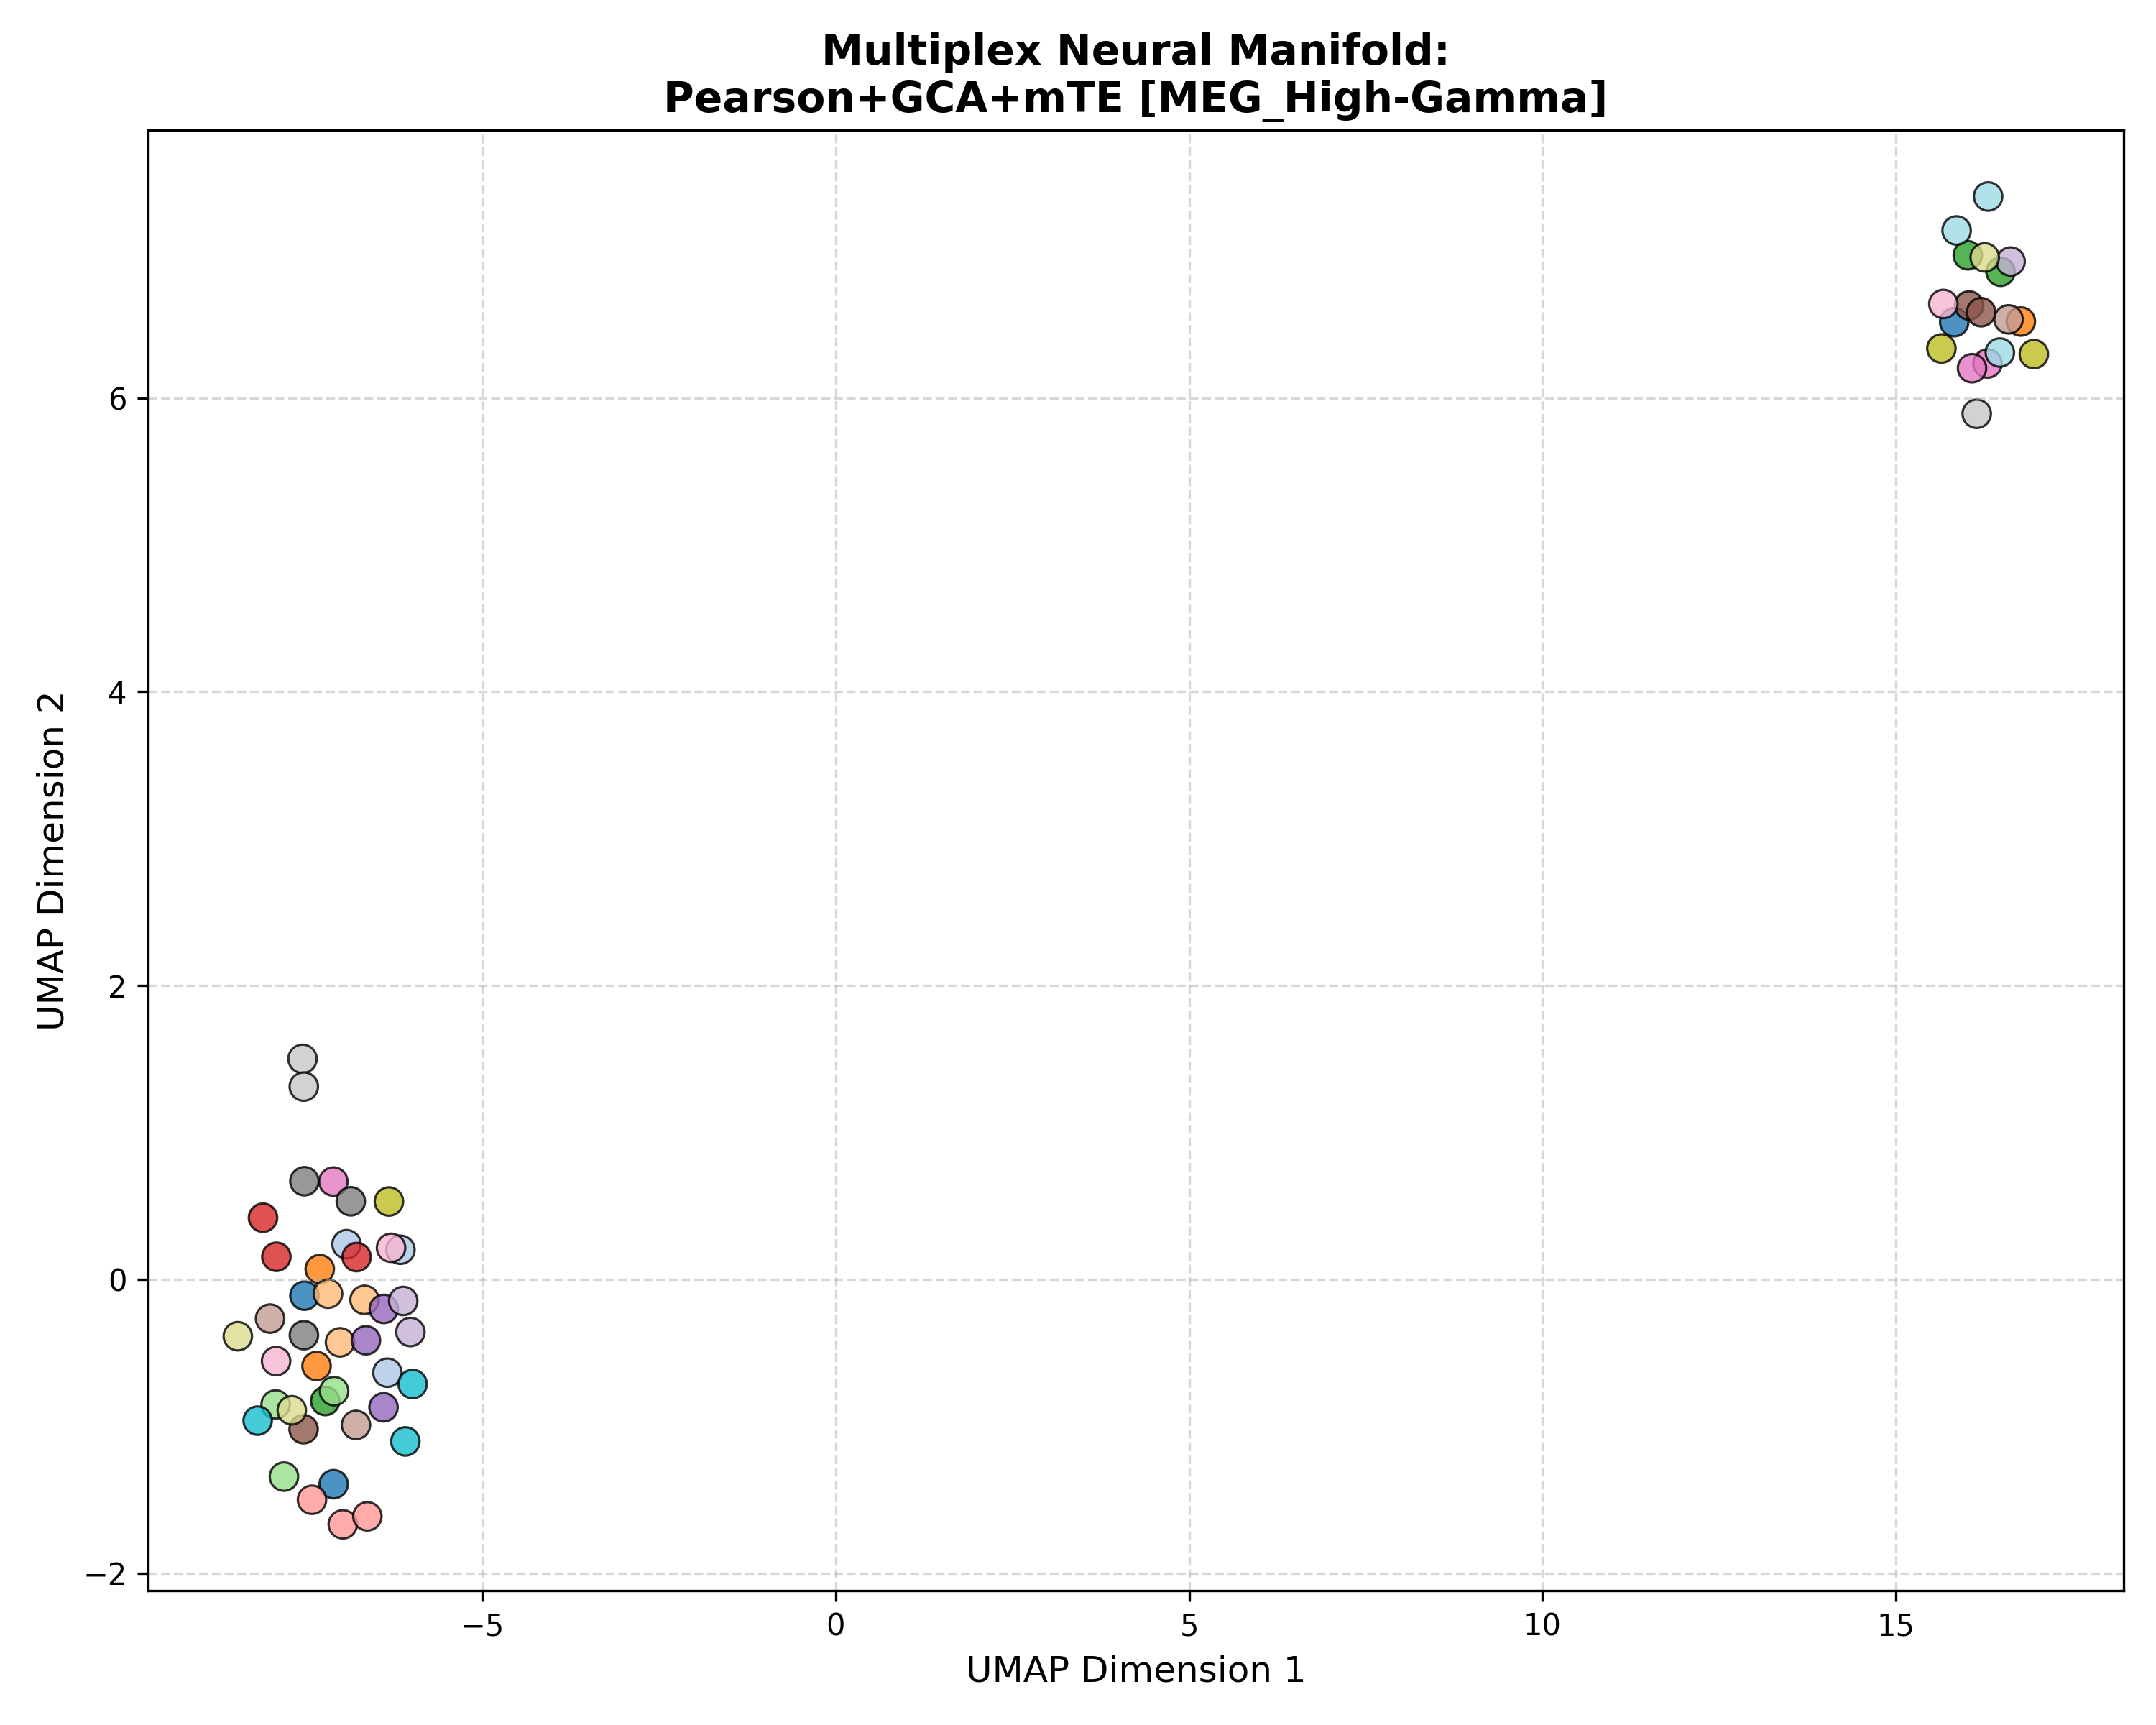 Multiplex Neural Manifold:
Pearson+GCA+mTE [MEG_High-Gamma]
UMAP Dimension 2
6
4
2
0
−2
−5
0
5
10
15
UMAP Dimension 1